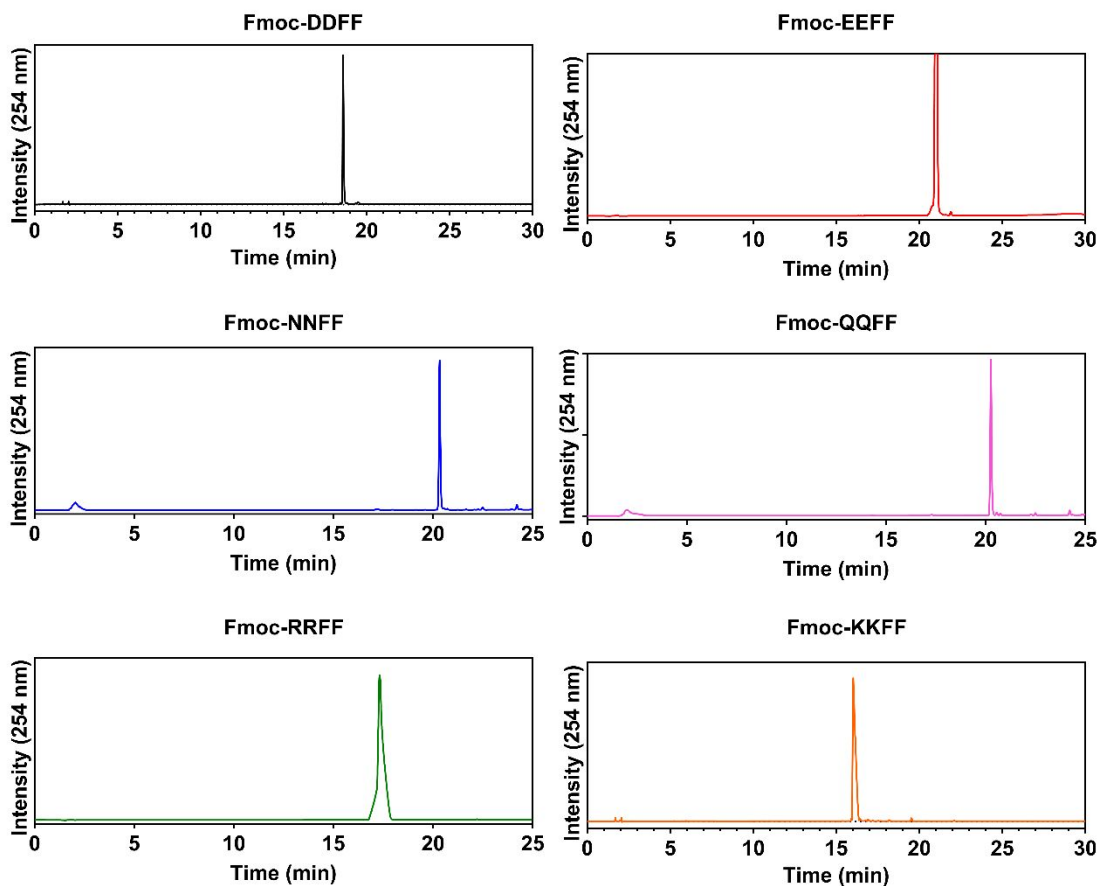 Fmoc-DDFF
Intensity (254 nm)
0 5 10 15 20 25 30
Time (min)
Fmoc-EEFF
Intensity (254 nm)
0 5 10 15 20 25 30
Time (min)
Fmoc-NNFF
Intensity (254 nm)
0 5 10 15 20 25
Time (min)
Fmoc-QQFF
Intensity (254 nm)
0 5 10 15 20 25
Time (min)
Fmoc-RRFF
Intensity (254 nm)
0 5 10 15 20 25
Time (min)
Fmoc-KKFF
Intensity (254 nm)
0 5 10 15 20 25 30
Time (min)